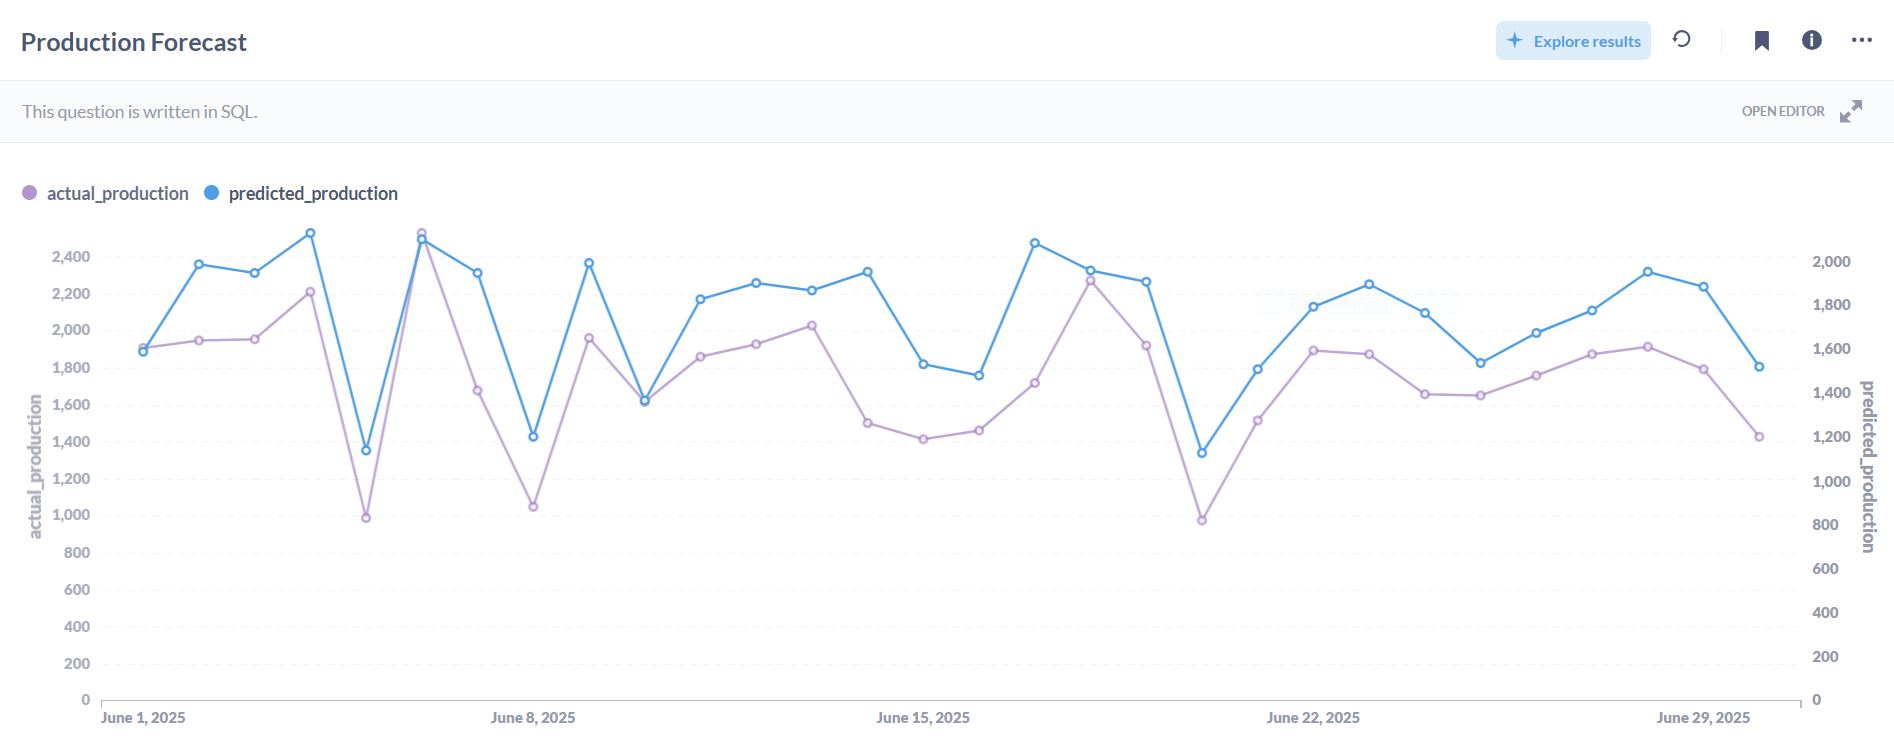 Production Forecast
Explore results
This question is written in SQL.
OPEN EDITOR
actual_production
predicted_production
2,400
2,200
2,000
1,800
1,600
1,400
1,200
1,000
800
600
400
200
0
actual_production
2,000
1,800
1,600
1,400
1,200
1,000
800
600
400
200
0
predicted_production
June 1, 2025
June 8, 2025
June 15, 2025
June 22, 2025
June 29, 2025